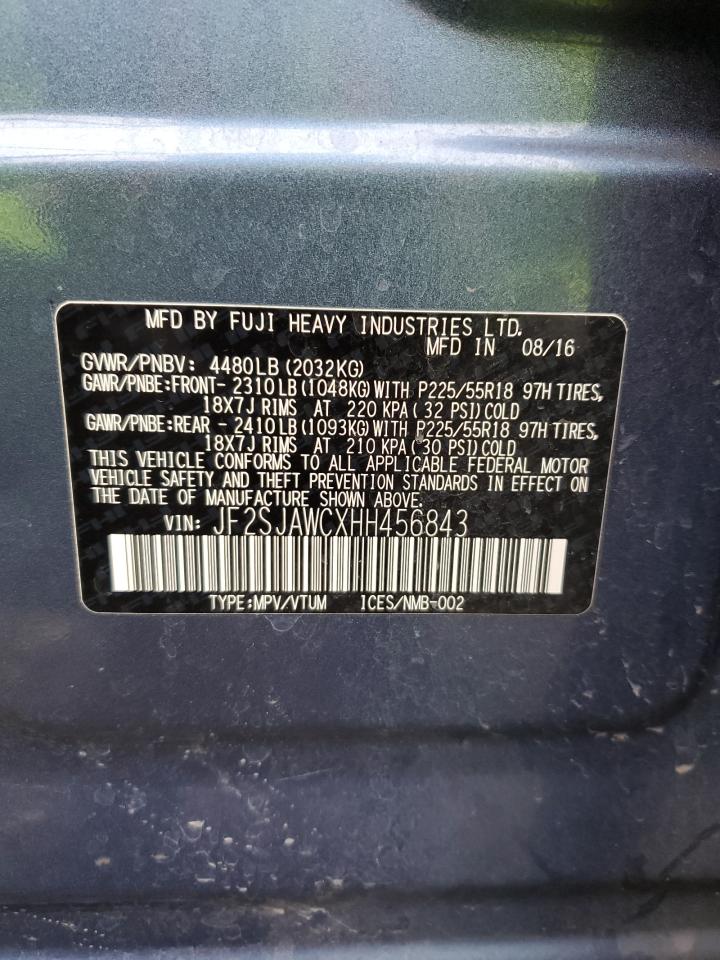 MFD BY FUJI HEAVY INDUSTRIES LTD.
MFD IN 08/16
GVWR/PNBV: 4480LB (2032KG)
GAWR/PNBE:FRONT- 2310LB (1048KG) WITH P225/55R18 97H TIRES,
18X7J RIMS AT 220 KPA ( 32 PSI) COLD
GAWR/PNBE:REAR - 2410LB (1093KG) WITH P225/55R18 97H TIRES,
18X7J RIMS AT 210 KPA ( 30 PSI) COLD
THIS VEHICLE CONFORMS TO ALL APPLICABLE FEDERAL MOTOR
VEHICLE SAFETY AND THEFT PREVENTION STANDARDS IN EFFECT ON
THE DATE OF MANUFACTURE SHOWN ABOVE.
VIN: JF2SJAWCXHH456843
TYPE:MPV/VTUM ICES/NMB-002